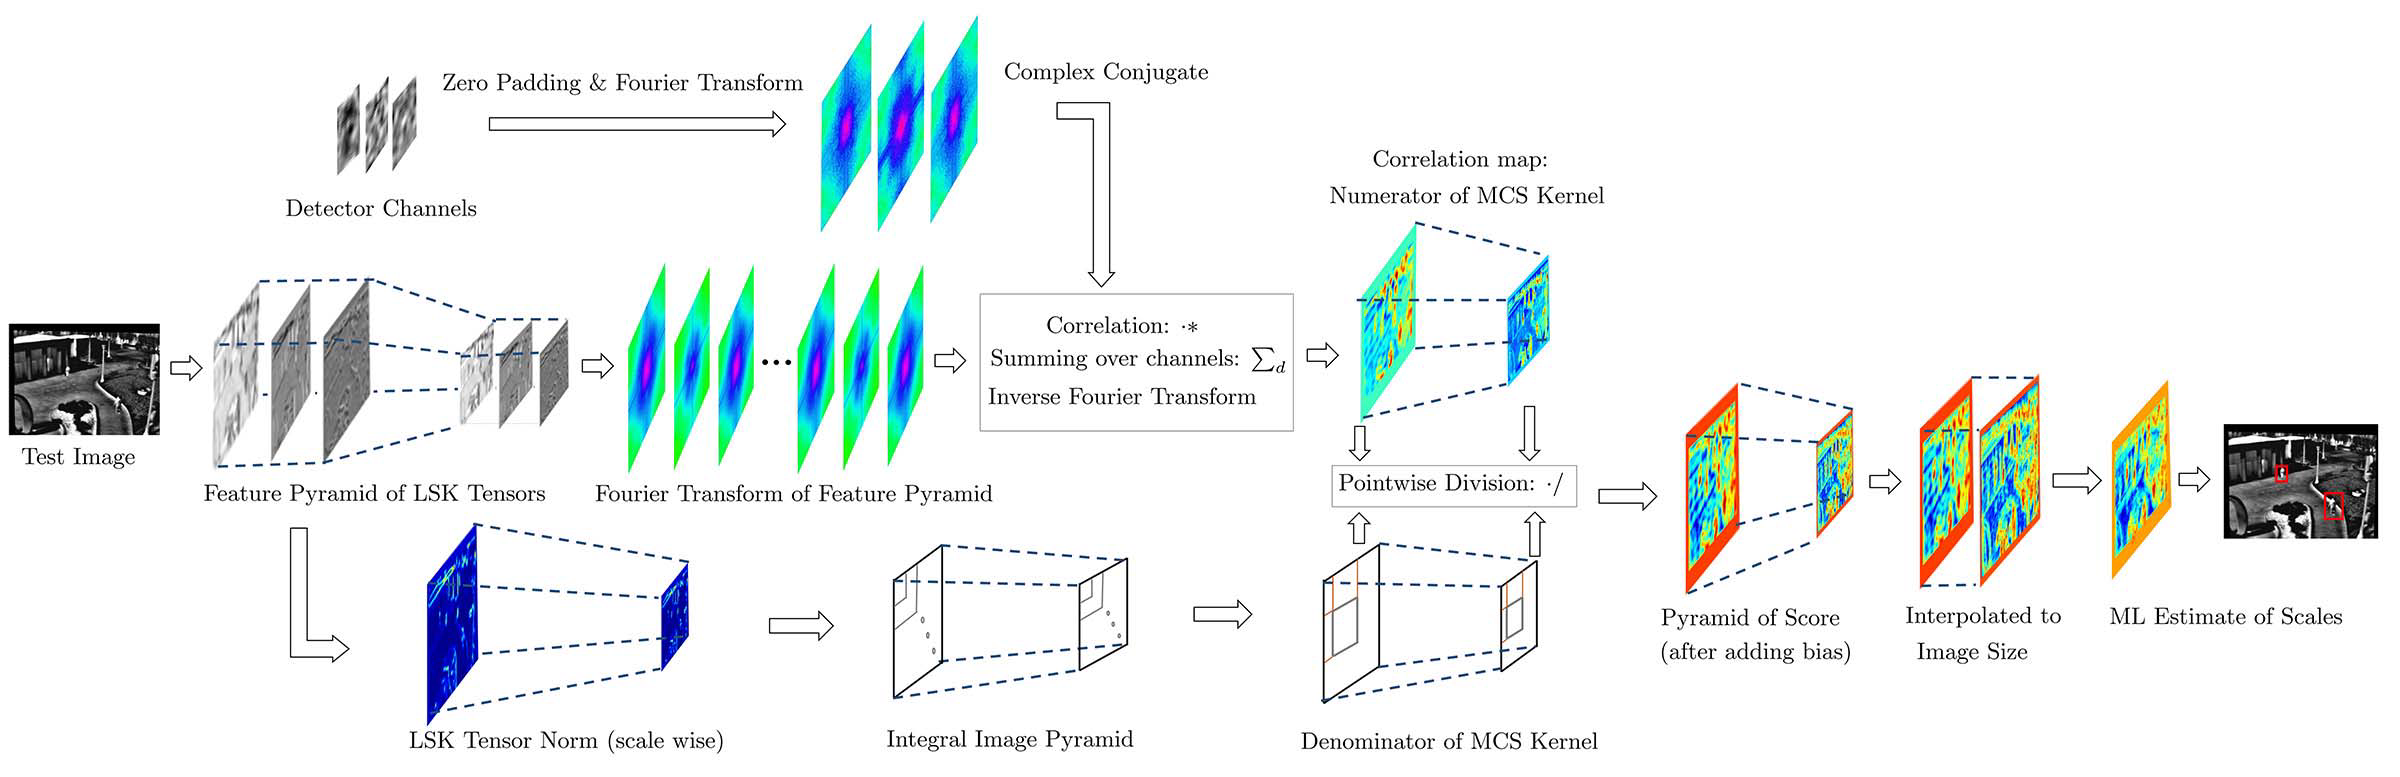 Zero Padding & Fourier Transform
Complex Conjugate
Detector Channels
Correlation map:
Numerator of MCS Kernel
Test Image
Feature Pyramid of LSK Tensors
Fourier Transform of Feature Pyramid
Correlation: ·*
Summing over channels: ∑_d
Inverse Fourier Transform
Pointwise Division: ·/
LSK Tensor Norm (scale wise)
Integral Image Pyramid
Denominator of MCS Kernel
Pyramid of Score
(after adding bias)
Interpolated to
Image Size
ML Estimate of Scales